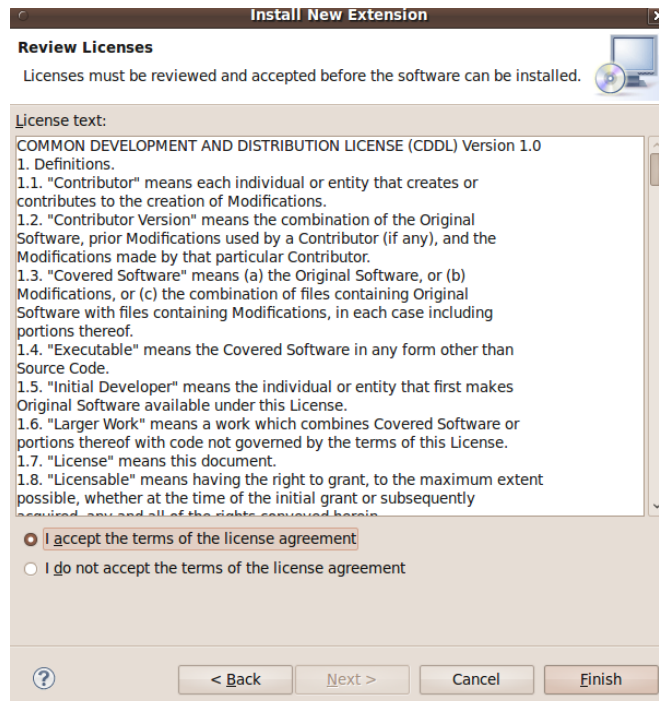 Install New Extension
Review Licenses
Licenses must be reviewed and accepted before the software can be installed.
License text:
COMMON DEVELOPMENT AND DISTRIBUTION LICENSE (CDDL) Version 1.0
1. Definitions.
1.1. "Contributor" means each individual or entity that creates or
contributes to the creation of Modifications.
1.2. "Contributor Version" means the combination of the Original
Software, prior Modifications used by a Contributor (if any), and the
Modifications made by that particular Contributor.
1.3. "Covered Software" means (a) the Original Software, or (b)
Modifications, or (c) the combination of files containing Original
Software with files containing Modifications, in each case including
portions thereof.
1.4. "Executable" means the Covered Software in any form other than
Source Code.
1.5. "Initial Developer" means the individual or entity that first makes
Original Software available under this License.
1.6. "Larger Work" means a work which combines Covered Software or
portions thereof with code not governed by the terms of this License.
1.7. "License" means this document.
1.8. "Licensable" means having the right to grant, to the maximum extent
possible, whether at the time of the initial grant or subsequently
acquired, any and all of the rights conveyed herein
I accept the terms of the license agreement
I do not accept the terms of the license agreement
? < Back Next > Cancel Finish